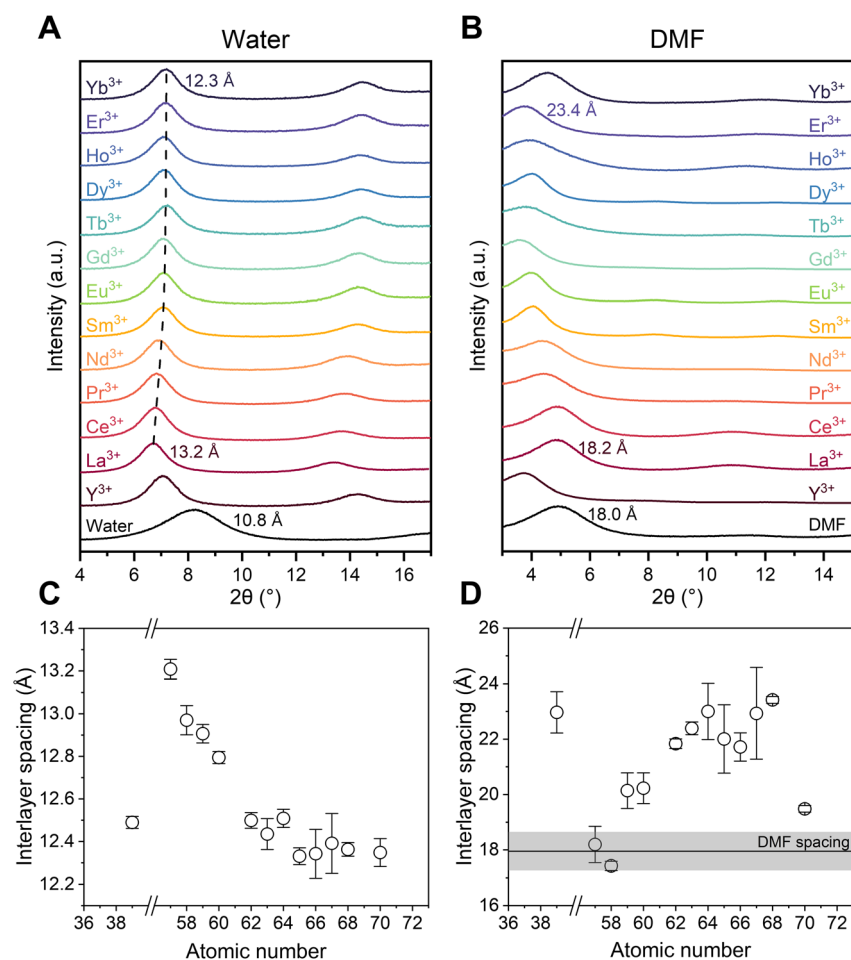 A
Water
Intensity (a.u.)
Yb³⁺
12.3 Å
Er³⁺
Ho³⁺
Dy³⁺
Tb³⁺
Gd³⁺
Eu³⁺
Sm³⁺
Nd³⁺
Pr³⁺
Ce³⁺
La³⁺
13.2 Å
Y³⁺
Water
10.8 Å
4 6 8 10 12 14 16
2θ (°)
B
DMF
Intensity (a.u.)
Yb³⁺
23.4 Å
Er³⁺
Ho³⁺
Dy³⁺
Tb³⁺
Gd³⁺
Eu³⁺
Sm³⁺
Nd³⁺
Pr³⁺
Ce³⁺
18.2 Å
La³⁺
Y³⁺
18.0 Å
DMF
4 6 8 10 12 14
2θ (°)
C
Interlayer spacing (Å)
13.4
13.2
13.0
12.8
12.6
12.4
12.2
36 38 58 60 62 64 66 68 70 72
Atomic number
D
Interlayer spacing (Å)
26
24
22
20
18
16
DMF spacing
36 38 58 60 62 64 66 68 70 72
Atomic number